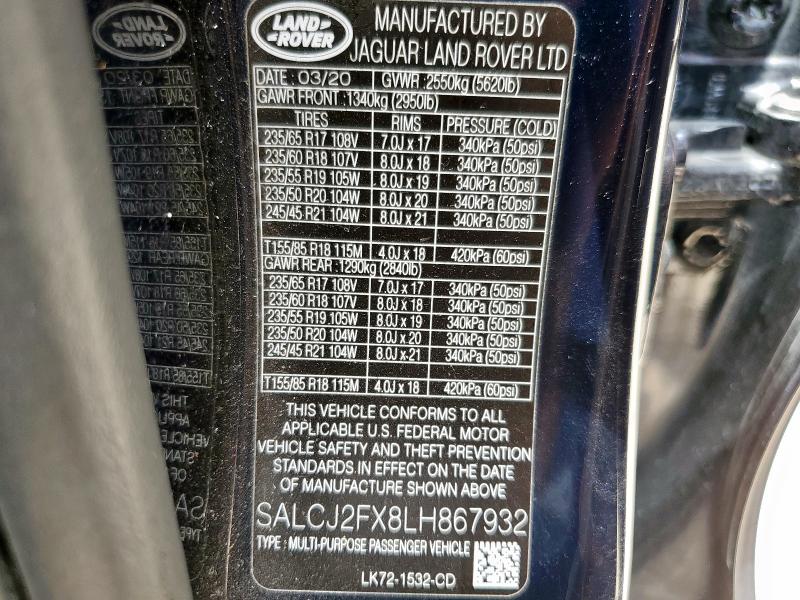 LAND
ROVER
MANUFACTURED BY
JAGUAR LAND ROVER LTD
DATE : 03/20 GVWR : 2550kg (5620lb)
GAWR FRONT : 1340kg (2950lb)
TIRES RIMS PRESSURE (COLD)
235/65 R17 108V 7.0J x 17 340kPa (50psi)
235/60 R18 107V 8.0J x 18 340kPa (50psi)
235/55 R19 105W 8.0J x 19 340kPa (50psi)
235/50 R20 104W 8.0J x 20 340kPa (50psi)
245/45 R21 104W 8.0J x 21 340kPa (50psi)
T155/85 R18 115M 4.0J x 18 420kPa (60psi)
GAWR REAR : 1290kg (2840lb)
235/65 R17 108V 7.0J x 17 340kPa (50psi)
235/60 R18 107V 8.0J x 18 340kPa (50psi)
235/55 R19 105W 8.0J x 19 340kPa (50psi)
235/50 R20 104W 8.0J x 20 340kPa (50psi)
245/45 R21 104W 8.0J x 21 340kPa (50psi)
T155/85 R18 115M 4.0J x 18 420kPa (60psi)
THIS VEHICLE CONFORMS TO ALL
APPLICABLE U.S. FEDERAL MOTOR
VEHICLE SAFETY AND THEFT PREVENTION
STANDARDS IN EFFECT ON THE DATE
OF MANUFACTURE SHOWN ABOVE
SALCJ2FX8LH867932
TYPE : MULTI-PURPOSE PASSENGER VEHICLE
LK72-1532-CD